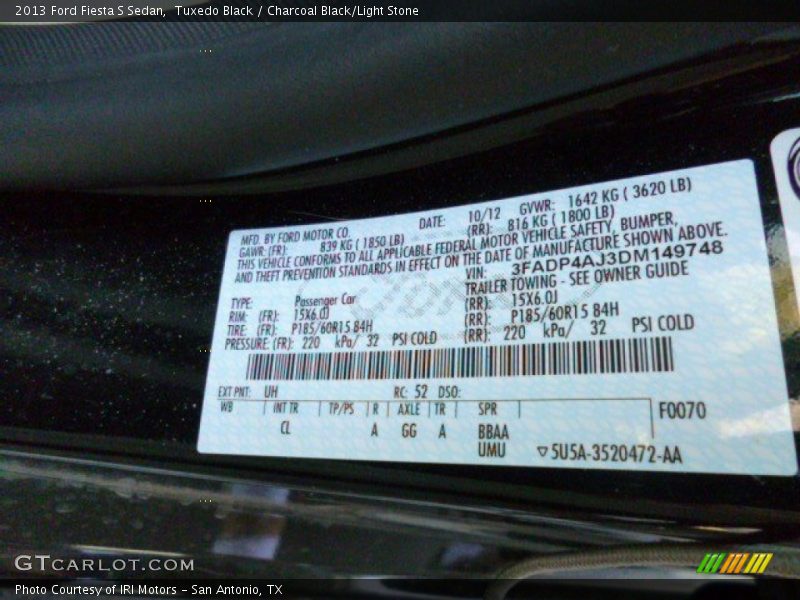 2013 Ford Fiesta S Sedan, Tuxedo Black / Charcoal Black/Light Stone
MFD. BY FORD MOTOR CO. DATE: 10/12 GVWR: 1642 KG ( 3620 LB)
GAWR: (FR): 839 KG ( 1850 LB) (RR): 816 KG ( 1800 LB)
THIS VEHICLE CONFORMS TO ALL APPLICABLE FEDERAL MOTOR VEHICLE SAFETY, BUMPER,
AND THEFT PREVENTION STANDARDS IN EFFECT ON THE DATE OF MANUFACTURE SHOWN ABOVE.
VIN: 3FADP4AJ3DM149748
TRAILER TOWING - SEE OWNER GUIDE
TYPE: Passenger Car
RIM: (FR): 15X6.0J (RR): 15X6.0J
TIRE: (FR): P185/60R15 84H (RR): P185/60R15 84H
PRESSURE: (FR): 220 kPa/ 32 PSI COLD (RR): 220 kPa/ 32 PSI COLD
EXT PNT: UH RC: 52 DSO:
WB INT TR TP/PS R AXLE TR SPR F0070
CL A GG A BBAA
UMU ▽5U5A-3520472-AA
GTCARLOT.COM
Photo Courtesy of IRI Motors – San Antonio, TX